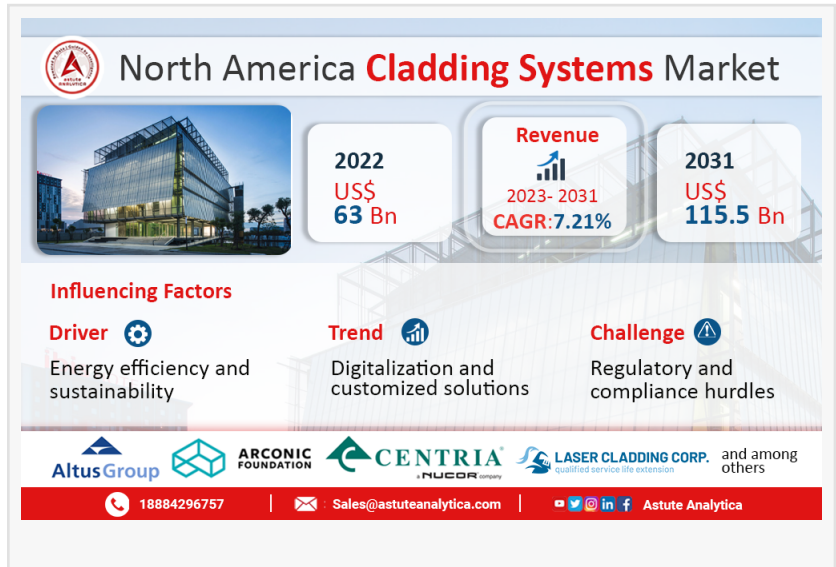 astute
ANALYTICA
North America Cladding Systems Market
2022
US$
63 Bn
Revenue
2023- 2031
CAGR:7.21%
2031
US$
115.5 Bn
Influencing Factors
Driver
Energy efficiency and
sustainability
Trend
Digitalization and
customized solutions
Challenge
Regulatory and
compliance hurdles
AltusGroup
ARCONIC
FOUNDATION
CENTRIA
a NUCOR company
LASER CLADDING CORP.
qualified service life extension
and among
others
18884296757
Sales@astuteanalytica.com
Astute Analytica